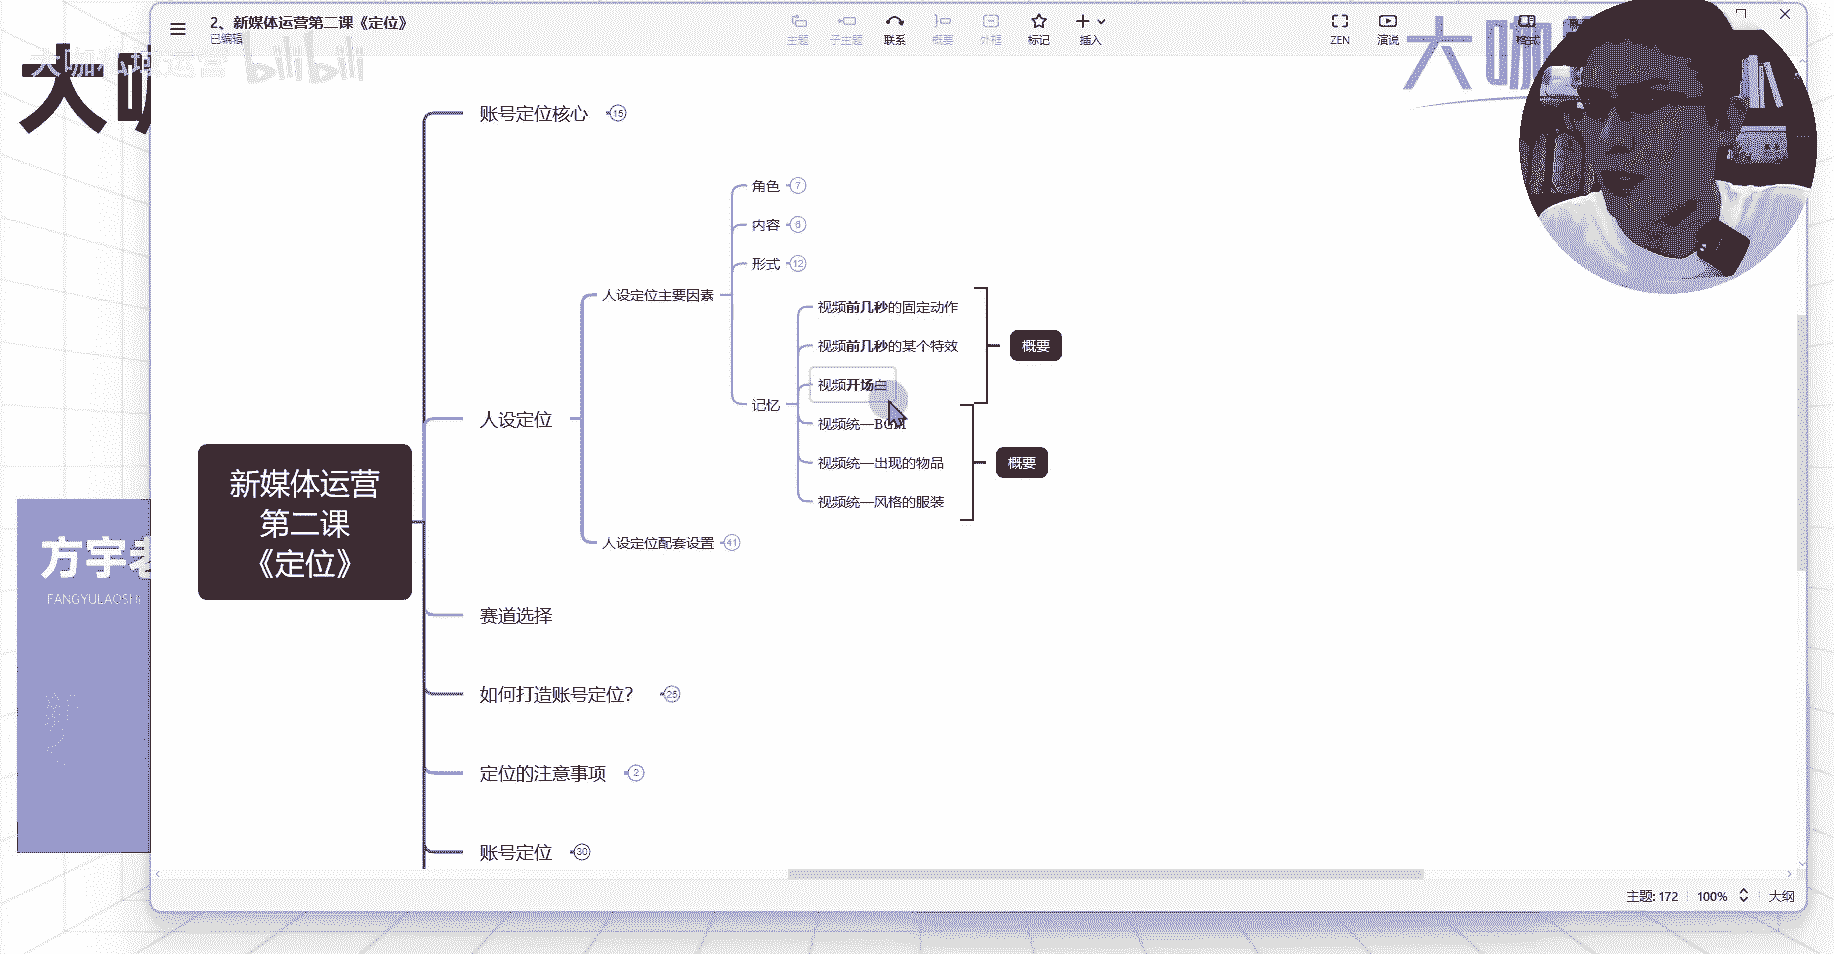 2、新媒体运营第二课《定位》
已编辑
主题
子主题
联系
概要
外框
标记
插入
ZEN
演说
格式
大咖私域运营 bilibili
大咖
大咖
账号定位核心 15
角色 7
内容 6
形式 12
人设定位主要因素
视频前几秒的固定动作
视频前几秒的某个特效
概要
视频开场白
记忆
人设定位
视频统一BGM
视频统一出现的物品
概要
视频统一风格的服装
新媒体运营
第二课
《定位》
人设定位配套设置 41
方宇老
FANGYULAOSHI
赛道选择
如何打造账号定位? 25
定位的注意事项 2
账号定位 30
主题: 172
100%
大纲